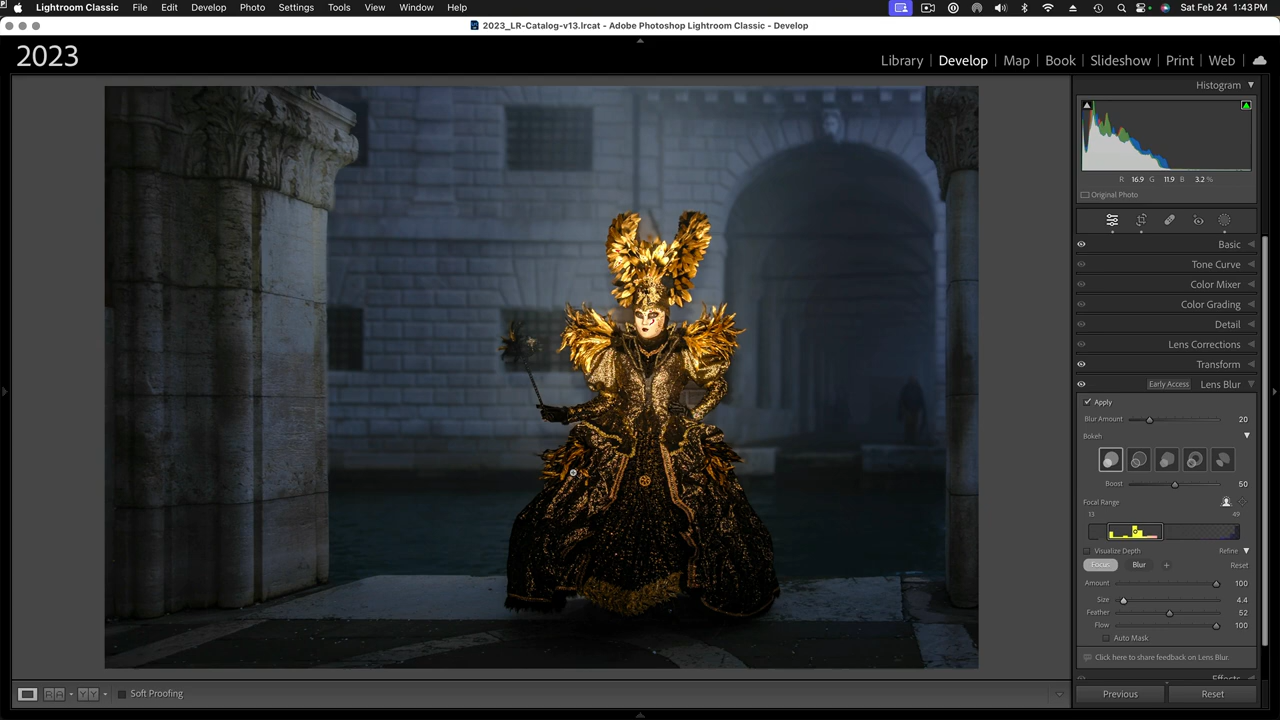 Lightroom Classic File Edit Develop Photo Settings Tools View Window Help Sat Feb 24 1:43 PM
2023_LR-Catalog-v13.lrcat - Adobe Photoshop Lightroom Classic - Develop
2023
Library | Develop | Map | Book | Slideshow | Print | Web
Histogram
R 16.9 G 11.9 B 3.2 %
Original Photo
Basic
Tone Curve
Color Mixer
Color Grading
Detail
Lens Corrections
Transform
Early Access Lens Blur
Apply
Blur Amount 20
Bokeh
Boost 50
Focal Range
13 49
Visualize Depth Refine
Focus Blur + Reset
Amount 100
Size 4.4
Feather 52
Flow 100
Auto Mask
Click here to share feedback on Lens Blur.
Effects
Soft Proofing
Previous Reset